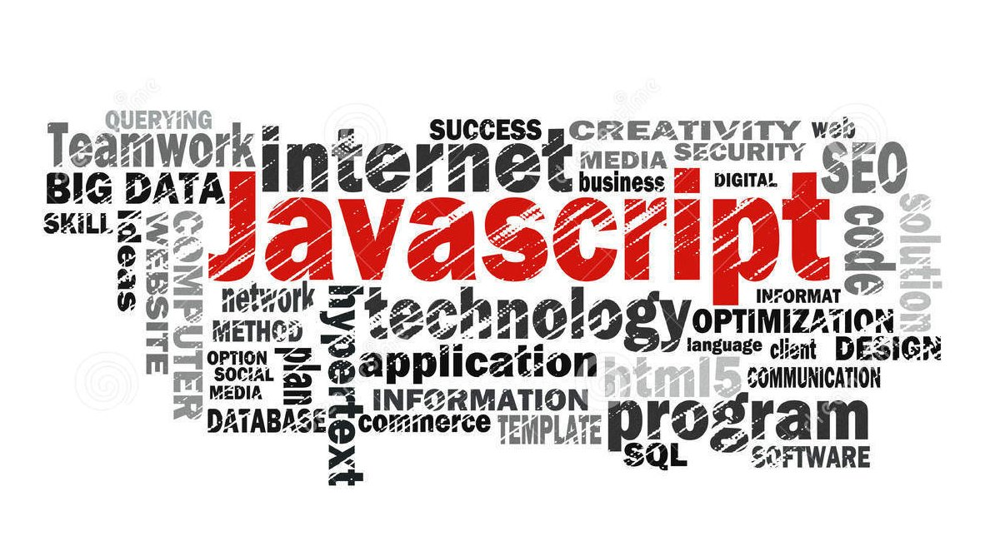 QUERYING
Teamwork
BIG DATA
SKILL
ideas
WEBSITE
COMPUTER
internet
SUCCESS
CREATIVITY
web
MEDIA
SECURITY
business
DIGITAL
SEO
Javascript
code
solution
network
METHOD
OPTION
SOCIAL
MEDIA
DATABASE
plan
hypertext
technology
INFORMAT
OPTIMIZATION
language
client
DESIGN
application
html5
COMMUNICATION
INFORMATION
commerce
TEMPLATE
program
SQL
SOFTWARE